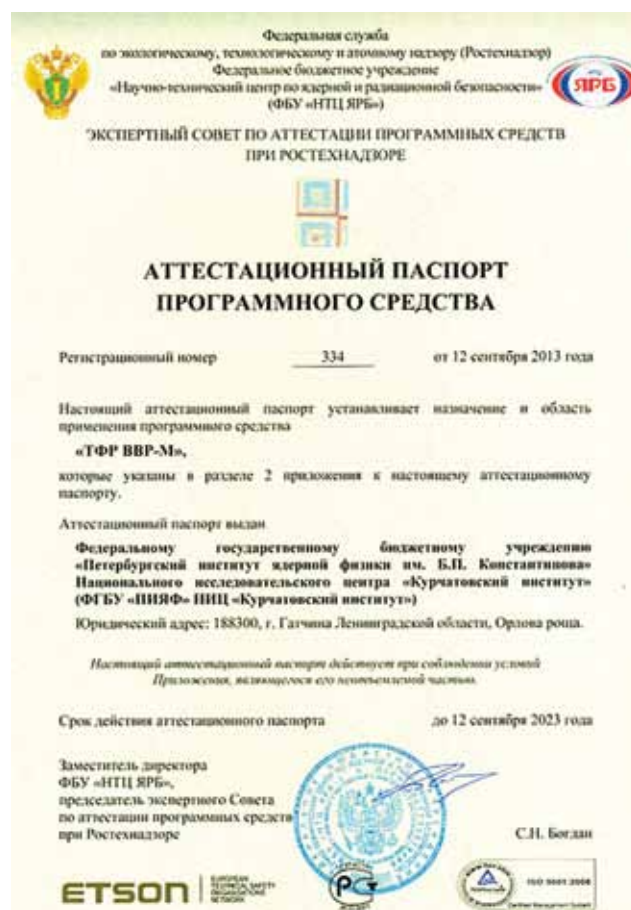 Федеральная служба
по экологическому, технологическому и атомному надзору (Ростехнадзор)
Федеральное бюджетное учреждение
«Научно-технический центр по ядерной и радиационной безопасности»
(ФБУ «НТЦ ЯРБ»)
ЯРБ
ЭКСПЕРТНЫЙ СОВЕТ ПО АТТЕСТАЦИИ ПРОГРАММНЫХ СРЕДСТВ
ПРИ РОСТЕХНАДЗОРЕ
АТТЕСТАЦИОННЫЙ ПАСПОРТ
ПРОГРАММНОГО СРЕДСТВА
Регистрационный номер 334 от 12 сентября 2013 года
Настоящий аттестационный паспорт устанавливает назначение и область
применения программного средства
«ТФР ВВР-М»,
которые указаны в разделе 2 приложения к настоящему аттестационному
паспорту.
Аттестационный паспорт выдан
Федеральному государственному бюджетному учреждению
«Петербургский институт ядерной физики им. Б.П. Константинова»
Национального исследовательского центра «Курчатовский институт»
(ФГБУ «ПИЯФ» НИЦ «Курчатовский институт»)
Юридический адрес: 188300, г. Гатчина Ленинградской области, Орлова роща.
Настоящий аттестационный паспорт действует при соблюдении условий
Приложения, являющегося его неотъемлемой частью.
Срок действия аттестационного паспорта до 12 сентября 2023 года
Заместитель директора
ФБУ «НТЦ ЯРБ»,
председатель экспертного Совета
по аттестации программных средств
при Ростехнадзоре С.Н. Богдан
ETSON
EUROPEAN
TECHNICAL SAFETY
ORGANISATIONS
NETWORK
ISO 9001:2008